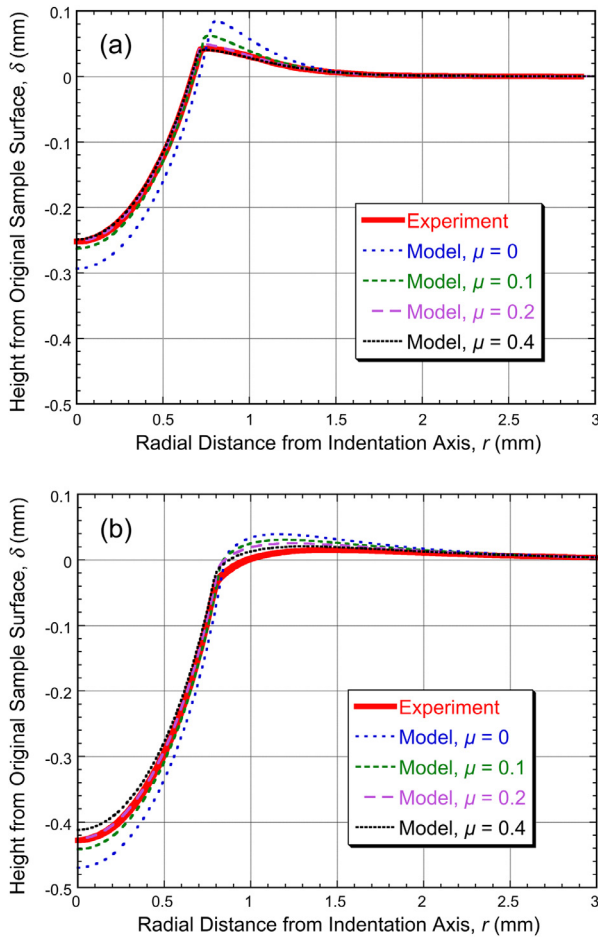 (a)
Height from Original Sample Surface, δ (mm)
0.1
0
-0.1
-0.2
-0.3
-0.4
-0.5
Experiment
Model, μ = 0
Model, μ = 0.1
Model, μ = 0.2
Model, μ = 0.4
0 0.5 1 1.5 2 2.5 3
Radial Distance from Indentation Axis, r (mm)
(b)
Height from Original Sample Surface, δ (mm)
0.1
0
-0.1
-0.2
-0.3
-0.4
-0.5
Experiment
Model, μ = 0
Model, μ = 0.1
Model, μ = 0.2
Model, μ = 0.4
0 0.5 1 1.5 2 2.5 3
Radial Distance from Indentation Axis, r (mm)